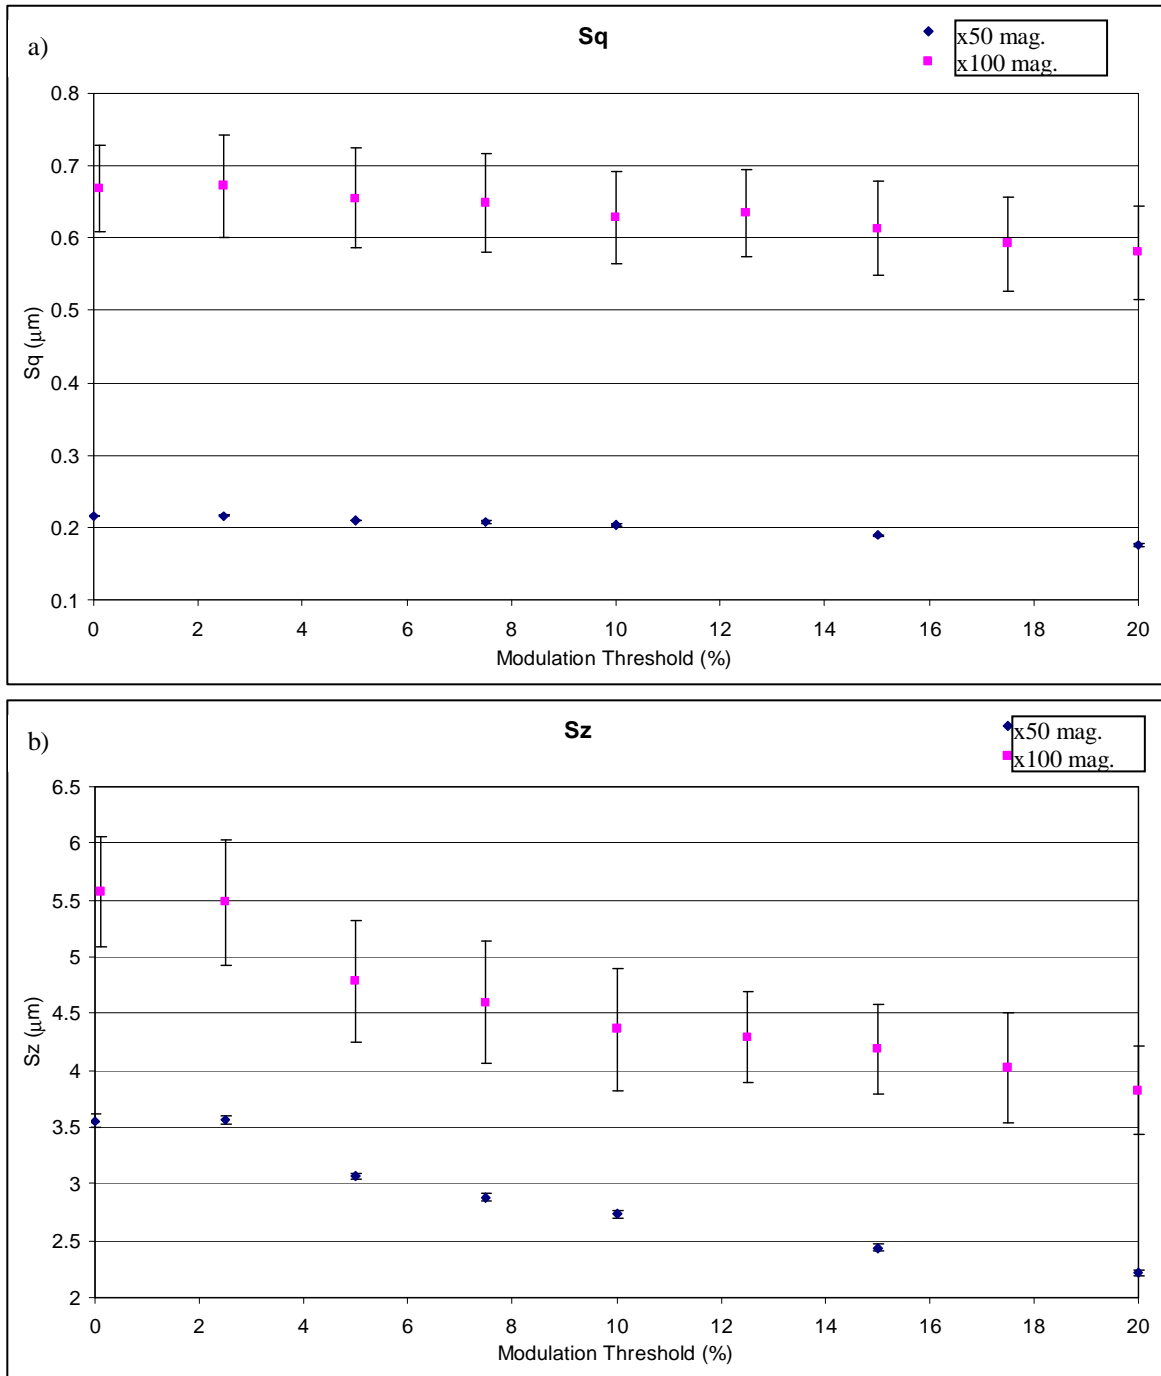 a)
Sq
x50 mag.
x100 mag.
0.8
0.7
0.6
0.5
0.4
0.3
0.2
0.1
Sq (μm)
0 2 4 6 8 10 12 14 16 18 20
Modulation Threshold (%)
b)
Sz
x50 mag.
x100 mag.
6.5
6
5.5
5
4.5
4
3.5
3
2.5
2
Sz (μm)
0 2 4 6 8 10 12 14 16 18 20
Modulation Threshold (%)